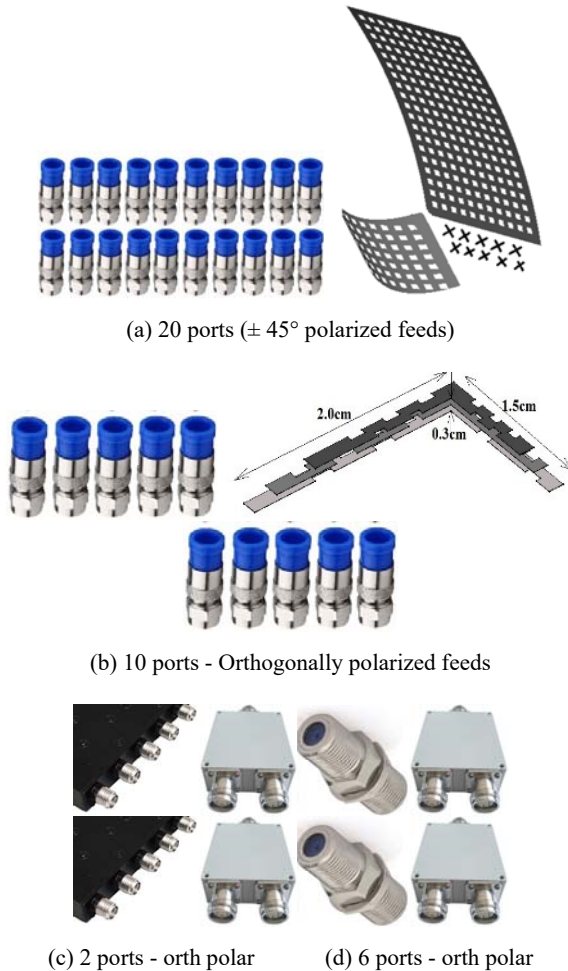 (a) 20 ports (± 45° polarized feeds)
2.0cm
1.5cm
0.3cm
(b) 10 ports - Orthogonally polarized feeds
(c) 2 ports - orth polar
(d) 6 ports - orth polar